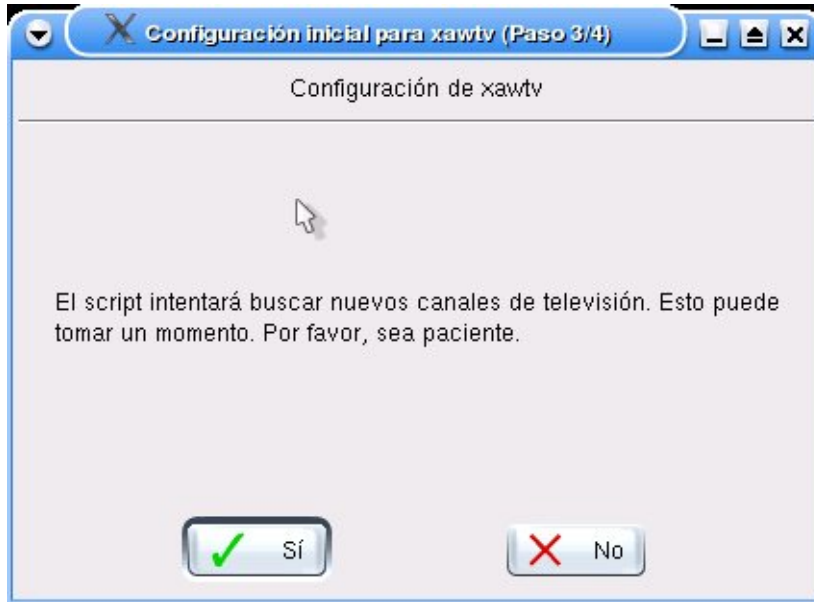 Configuración inicial para xawtv (Paso 3/4)
Configuración de xawtv
El script intentará buscar nuevos canales de televisión. Esto puede
tomar un momento. Por favor, sea paciente.
Sí
No